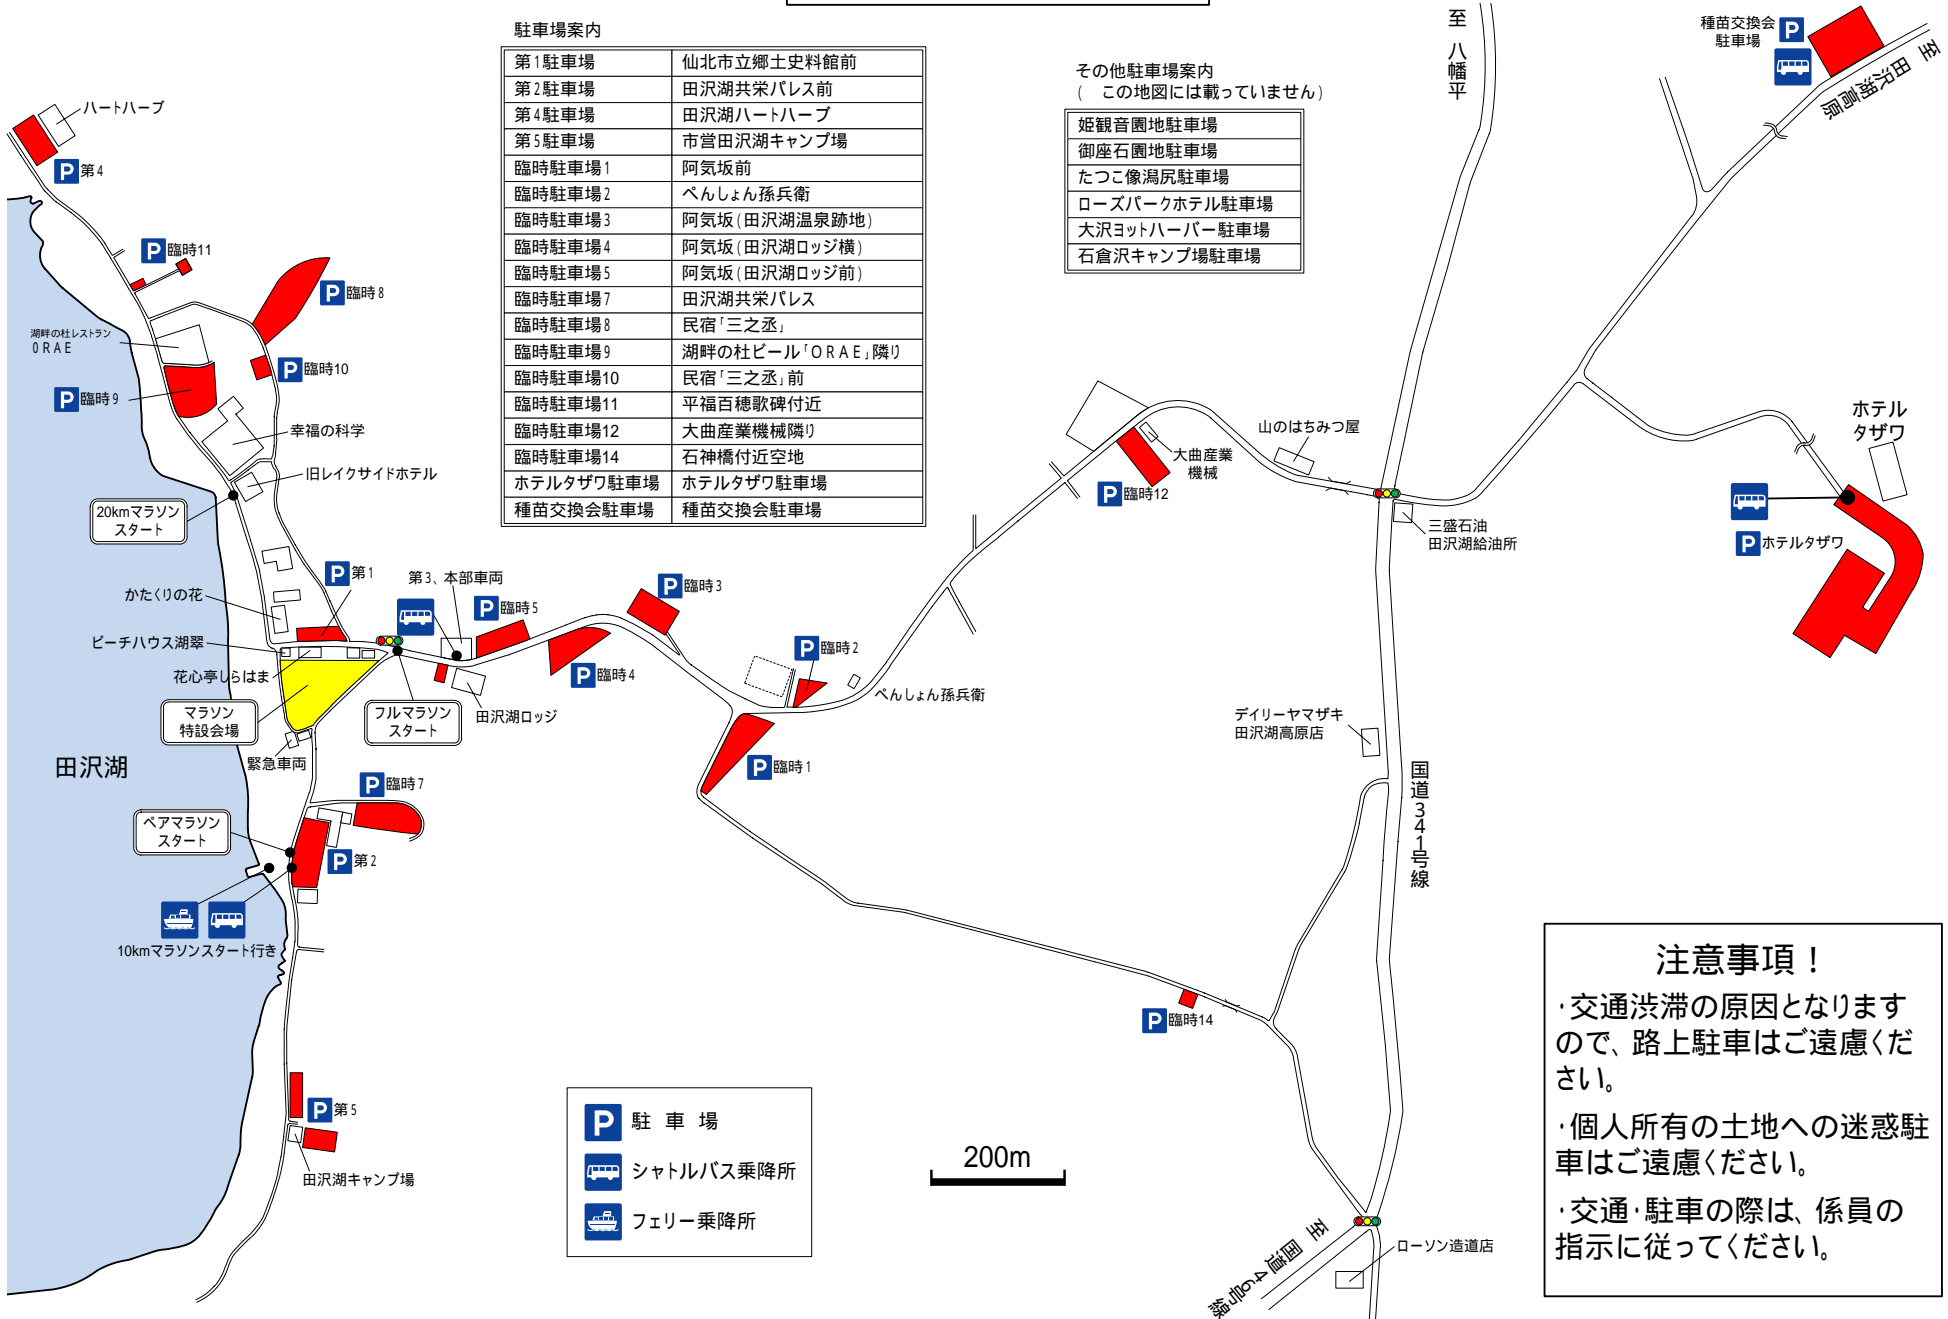 駐車場案内
第1駐車場 仙北市立郷土史料館前
第2駐車場 田沢湖共栄パレス前
第4駐車場 田沢湖ハートハーブ
第5駐車場 市営田沢湖キャンプ場
臨時駐車場1 阿気坂前
臨時駐車場2 ぺんしょん孫兵衛
臨時駐車場3 阿気坂(田沢湖温泉跡地)
臨時駐車場4 阿気坂(田沢湖ロッジ横)
臨時駐車場5 阿気坂(田沢湖ロッジ前)
臨時駐車場7 田沢湖共栄パレス
臨時駐車場8 民宿「三之丞」
臨時駐車場9 湖畔の杜ビール「ORAE」隣り
臨時駐車場10 民宿「三之丞」前
臨時駐車場11 平福百穂歌碑付近
臨時駐車場12 大曲産業機械隣り
臨時駐車場14 石神橋付近空地
ホテルタザワ駐車場 ホテルタザワ駐車場
種苗交換会駐車場 種苗交換会駐車場
その他駐車場案内
( この地図には載っていません)
姫観音園地駐車場
御座石園地駐車場
たつこ像潟尻駐車場
ローズパークホテル駐車場
大沢ヨットハーバー駐車場
石倉沢キャンプ場駐車場
至 八幡平
種苗交換会
駐車場
P
至 田沢湖高原
ハートハーブ
P 第4
P 臨時11
P 臨時8
湖畔の杜レストラン
ORAE
P 臨時10
P 臨時9
幸福の科学
旧レイクサイドホテル
20kmマラソン
スタート
P 第1
第3、本部車両
P 臨時5
P 臨時3
かたくりの花
ビーチハウス湖翠
花心亭しらはま
P 臨時4
P 臨時2
ぺんしょん孫兵衛
マラソン
特設会場
フルマラソン
スタート
田沢湖ロッジ
緊急車両
田沢湖
P 臨時7
P 臨時1
ペアマラソン
スタート
P 第2
10kmマラソンスタート行き
P 第5
田沢湖キャンプ場
山のはちみつ屋
大曲産業
機械
P 臨時12
三盛石油
田沢湖給油所
ホテル
タザワ
P ホテルタザワ
デイリーヤマザキ
田沢湖高原店
国道341号線
P 臨時14
至 国道46号線
ローソン造道店
P 駐 車 場
シャトルバス乗降所
フェリー乗降所
200m
注意事項！
・交通渋滞の原因となります
ので、路上駐車はご遠慮くだ
さい。
・個人所有の土地への迷惑駐
車はご遠慮ください。
・交通・駐車の際は、係員の
指示に従ってください。